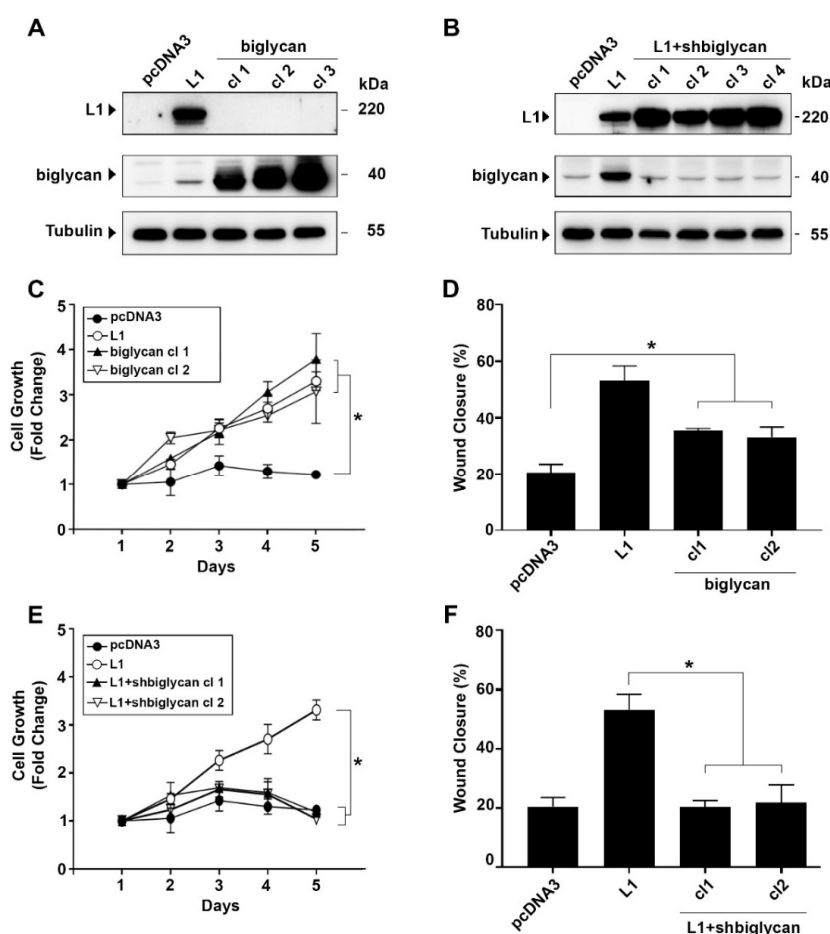 A
pcDNA3
L1
biglycan
cl 1
cl 2
cl 3
kDa
L1
- 220
biglycan
- 40
Tubulin
- 55
B
pcDNA3
L1
L1+shbiglycan
cl 1
cl 2
cl 3
cl 4
kDa
L1
- 220
biglycan
- 40
Tubulin
- 55
C
Cell Growth
(Fold Change)
5
4
3
2
1
0
pcDNA3
L1
biglycan cl 1
biglycan cl 2
*
1 2 3 4 5
Days
D
Wound Closure (%)
80
60
40
20
0
*
pcDNA3
L1
cl1
cl2
biglycan
E
Cell Growth
(Fold Change)
5
4
3
2
1
0
pcDNA3
L1
L1+shbiglycan cl 1
L1+shbiglycan cl 2
*
1 2 3 4 5
Days
F
Wound Closure (%)
80
60
40
20
0
*
pcDNA3
L1
cl1
cl2
L1+shbiglycan